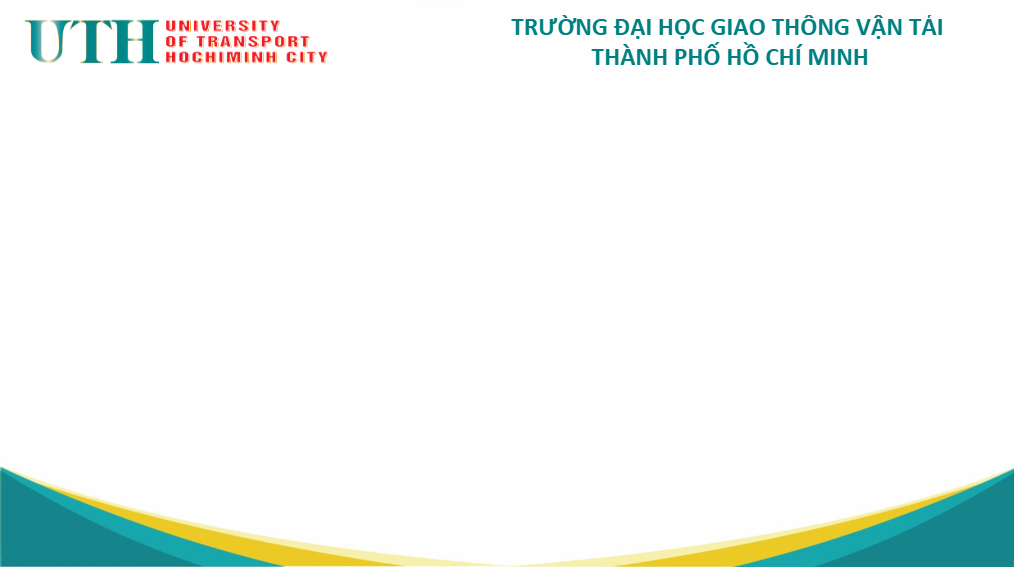 UTH
UNIVERSITY
OF TRANSPORT
HOCHIMINH CITY
TRƯỜNG ĐẠI HỌC GIAO THÔNG VẬN TẢI
THÀNH PHỐ HỒ CHÍ MINH